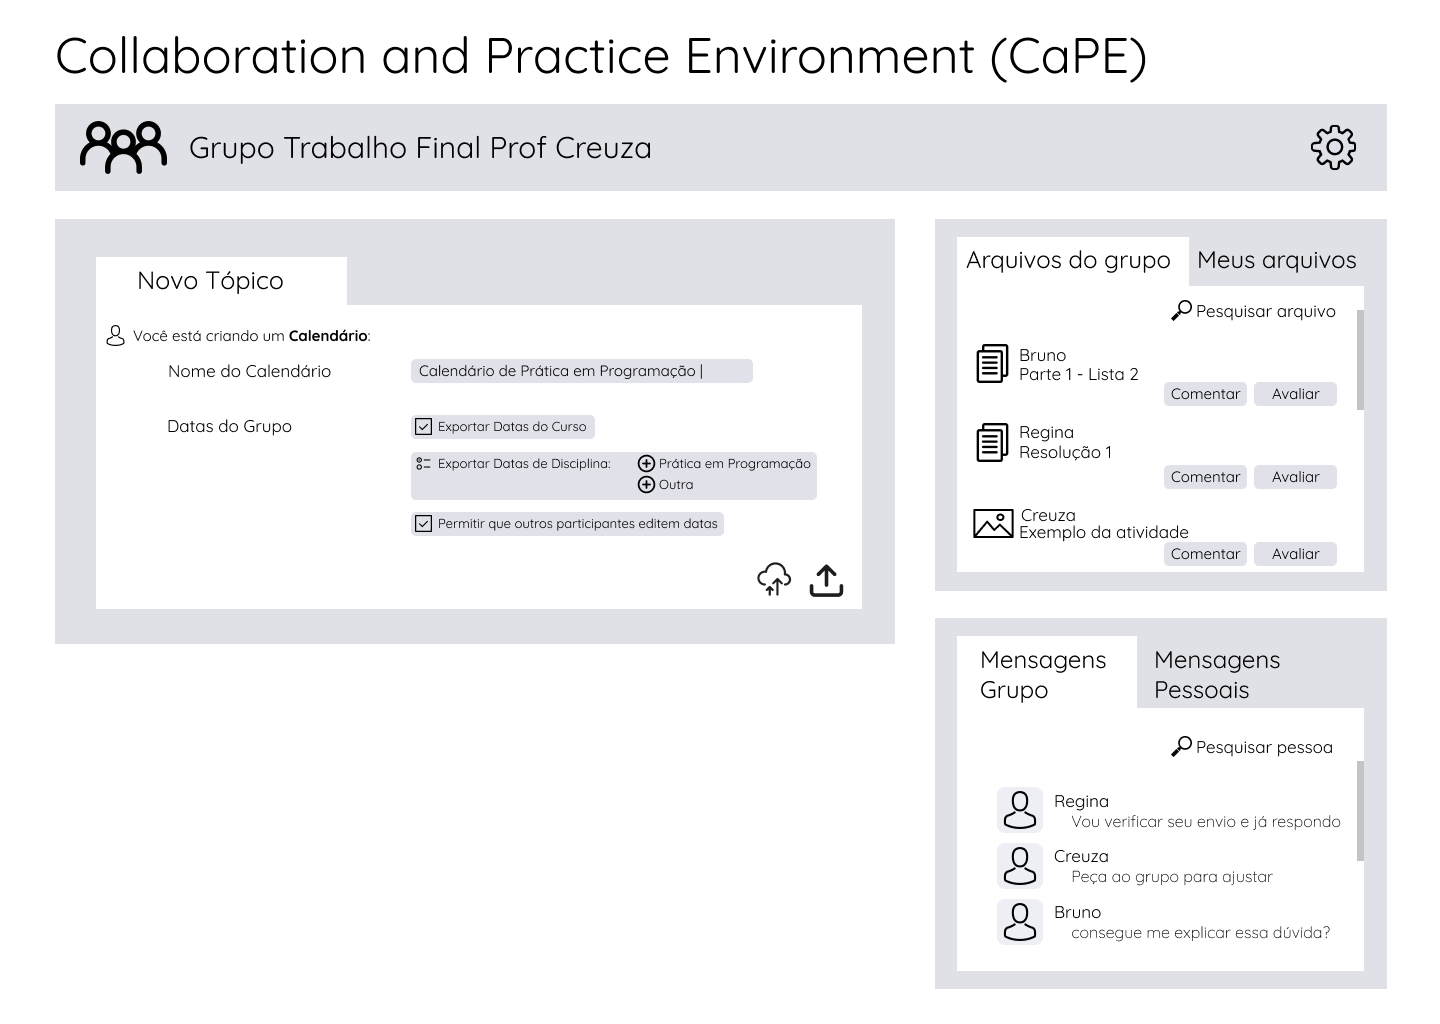 Collaboration and Practice Environment (CaPE)
Grupo Trabalho Final Prof Creuza
Novo Tópico
Você está criando um Calendário:
Nome do Calendário
Calendário de Prática em Programação |
Datas do Grupo
Exportar Datas do Curso
Exportar Datas de Disciplina:
Prática em Programação
Outra
Permitir que outros participantes editem datas
Arquivos do grupo
Meus arquivos
Pesquisar arquivo
Bruno
Parte 1 - Lista 2
Comentar
Avaliar
Regina
Resolução 1
Comentar
Avaliar
Creuza
Exemplo da atividade
Comentar
Avaliar
Mensagens
Grupo
Mensagens
Pessoais
Pesquisar pessoa
Regina
Vou verificar seu envio e já respondo
Creuza
Peça ao grupo para ajustar
Bruno
consegue me explicar essa dúvida?